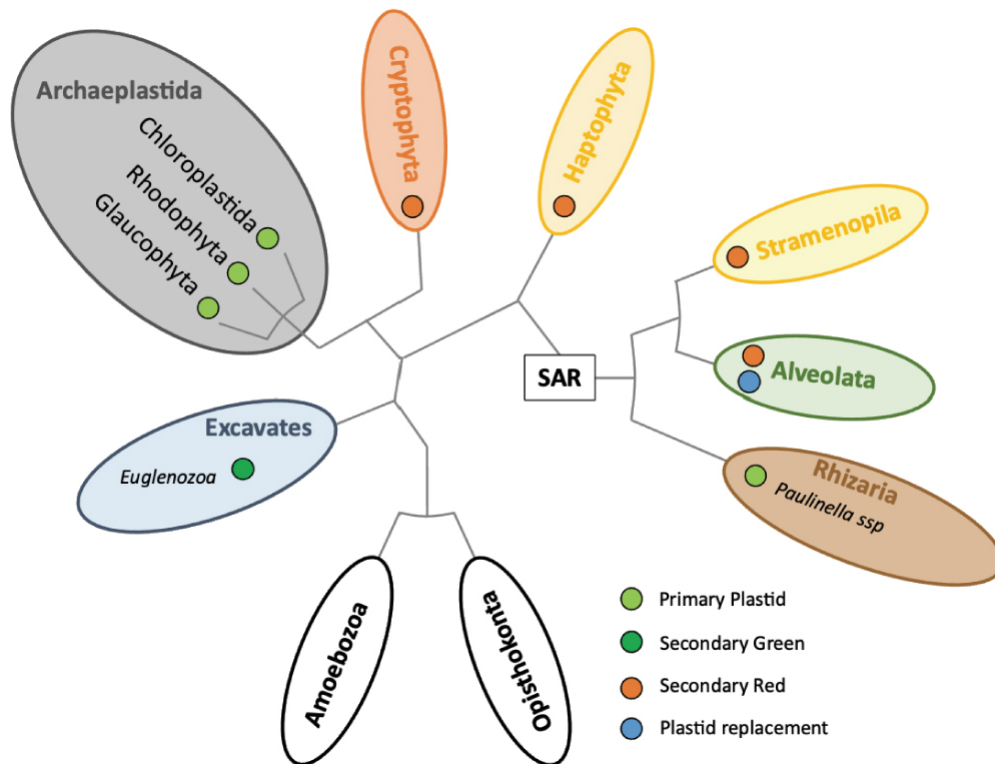 Archaeplastida
Chloroplastida
Rhodophyta
Glaucophyta
Cryptophyta
Haptophyta
Stramenopila
SAR
Alveolata
Excavates
Euglenozoa
Rhizaria
Paulinella ssp
Amoebozoa
Opisthokonta
Primary Plastid
Secondary Green
Secondary Red
Plastid replacement